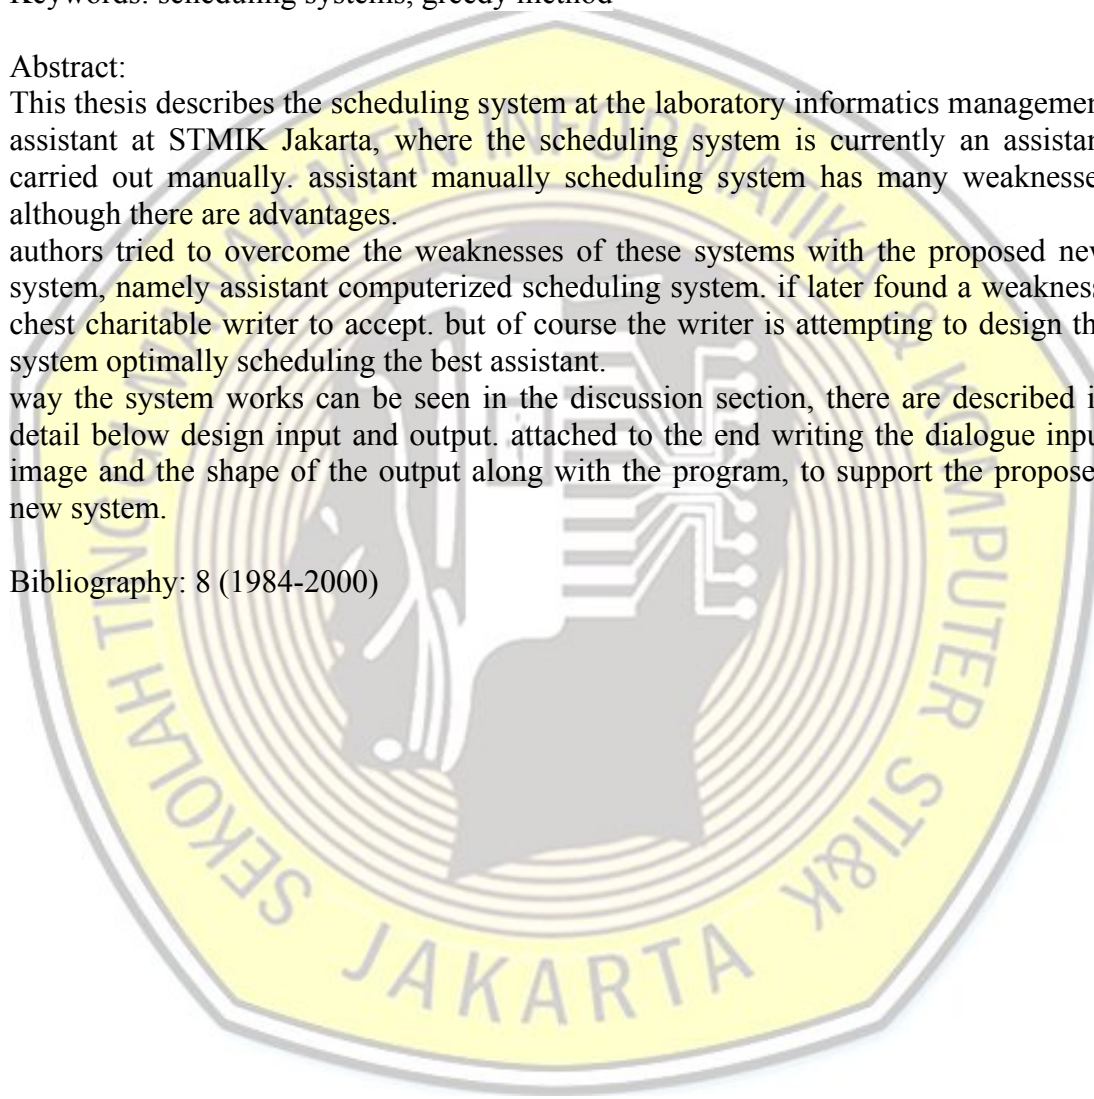 Keywords: scheduling systems, greedy method
Abstract:
This thesis describes the scheduling system at the laboratory informatics managemen
assistant at STMIK Jakarta, where the scheduling system is currently an assistan
carried out manually. assistant manually scheduling system has many weaknesse
although there are advantages.
authors tried to overcome the weaknesses of these systems with the proposed new
system, namely assistant computerized scheduling system. if later found a weakness
chest charitable writer to accept. but of course the writer is attempting to design th
system optimally scheduling the best assistant.
way the system works can be seen in the discussion section, there are described i
detail below design input and output. attached to the end writing the dialogue inpu
image and the shape of the output along with the program, to support the propose
new system.
Bibliography: 8 (1984-2000)
SEKOLAH TINGGI MANAJEMEN INFORMATIKA & KOMPUTER STI&K
JAKARTA